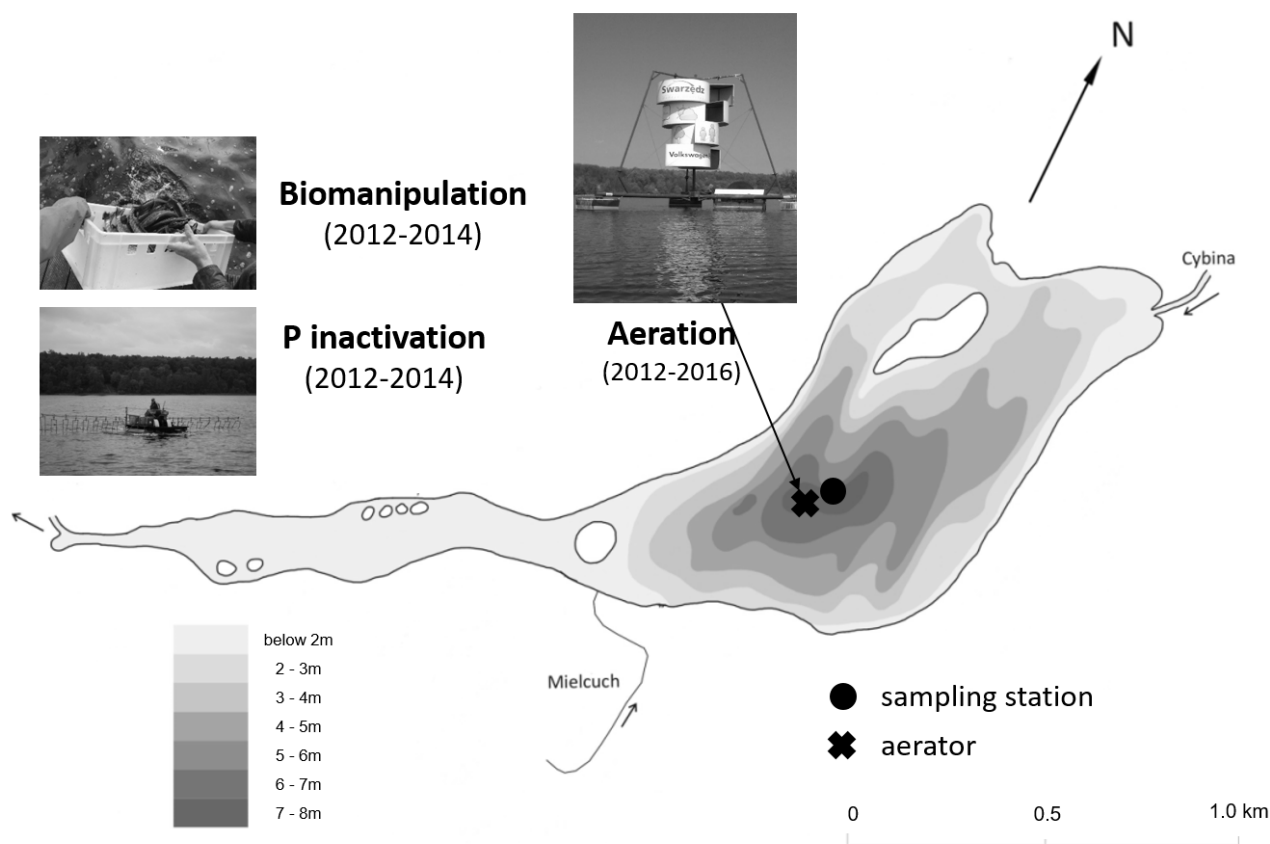 N
Swarzędz
Volkswagen
Biomanipulation
(2012-2014)
Cybina
P inactivation
(2012-2014)
Aeration
(2012-2016)
below 2m
2 - 3m
3 - 4m
4 - 5m
5 - 6m
6 - 7m
7 - 8m
Mielcuch
sampling station
aerator
0
0.5
1.0 km